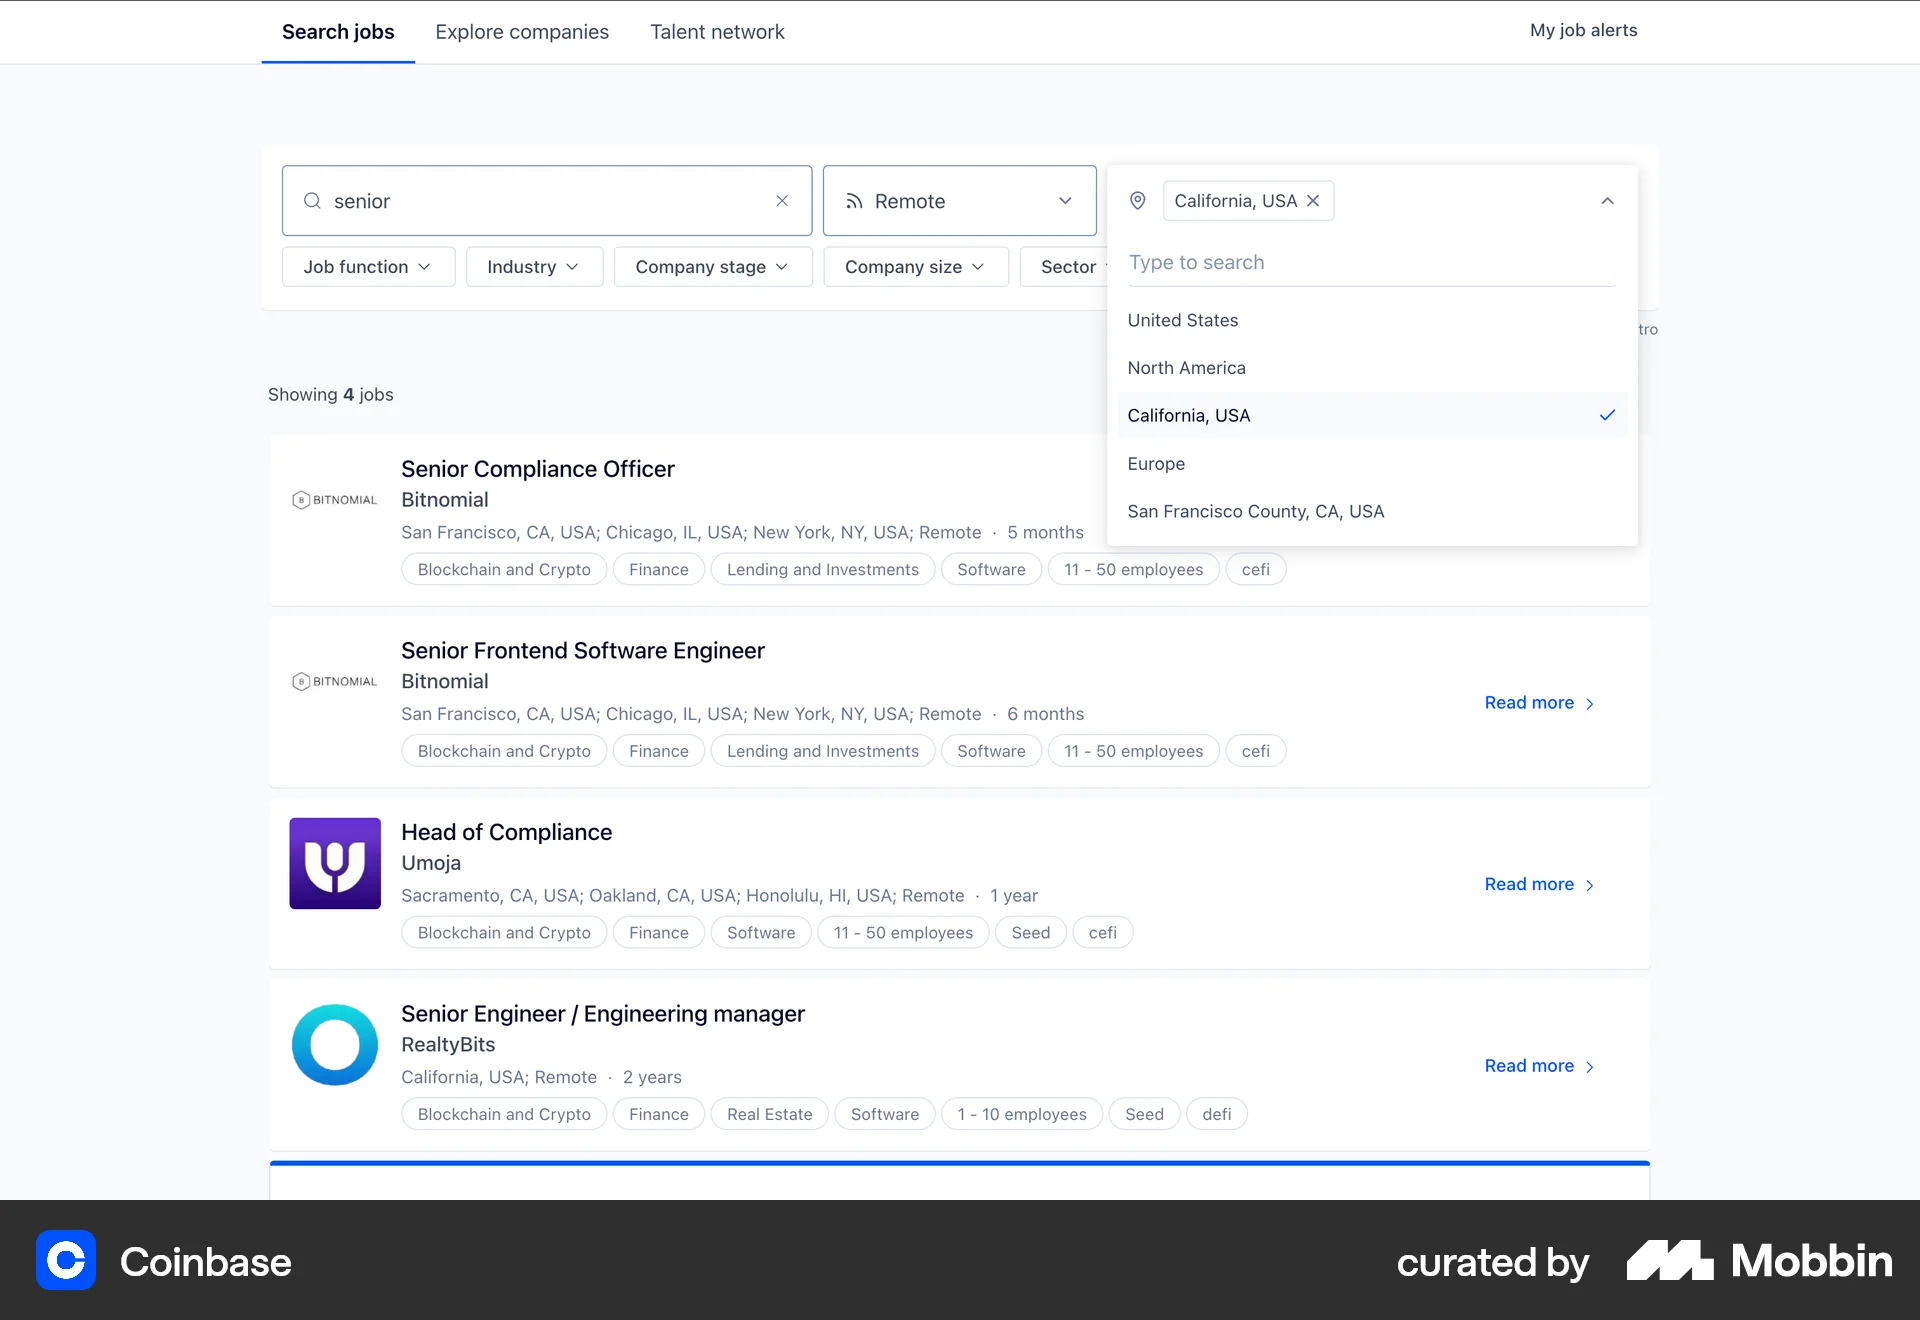 Search jobs Explore companies Talent network My job alerts
senior Remote California, USA
Type to search
Job function Industry Company stage Company size Sector
United States
tro
North America
Showing 4 jobs
California, USA
Europe
San Francisco County, CA, USA
BITNOMIAL
Senior Compliance Officer
Bitnomial
San Francisco, CA, USA; Chicago, IL, USA; New York, NY, USA; Remote · 5 months
Blockchain and Crypto Finance Lending and Investments Software 11 - 50 employees cefi
BITNOMIAL
Senior Frontend Software Engineer
Bitnomial
San Francisco, CA, USA; Chicago, IL, USA; New York, NY, USA; Remote · 6 months
Blockchain and Crypto Finance Lending and Investments Software 11 - 50 employees cefi
Read more
Head of Compliance
Umoja
Sacramento, CA, USA; Oakland, CA, USA; Honolulu, HI, USA; Remote · 1 year
Blockchain and Crypto Finance Software 11 - 50 employees Seed cefi
Read more
Senior Engineer / Engineering manager
RealtyBits
California, USA; Remote · 2 years
Blockchain and Crypto Finance Real Estate Software 1 - 10 employees Seed defi
Read more
Coinbase curated by Mobbin